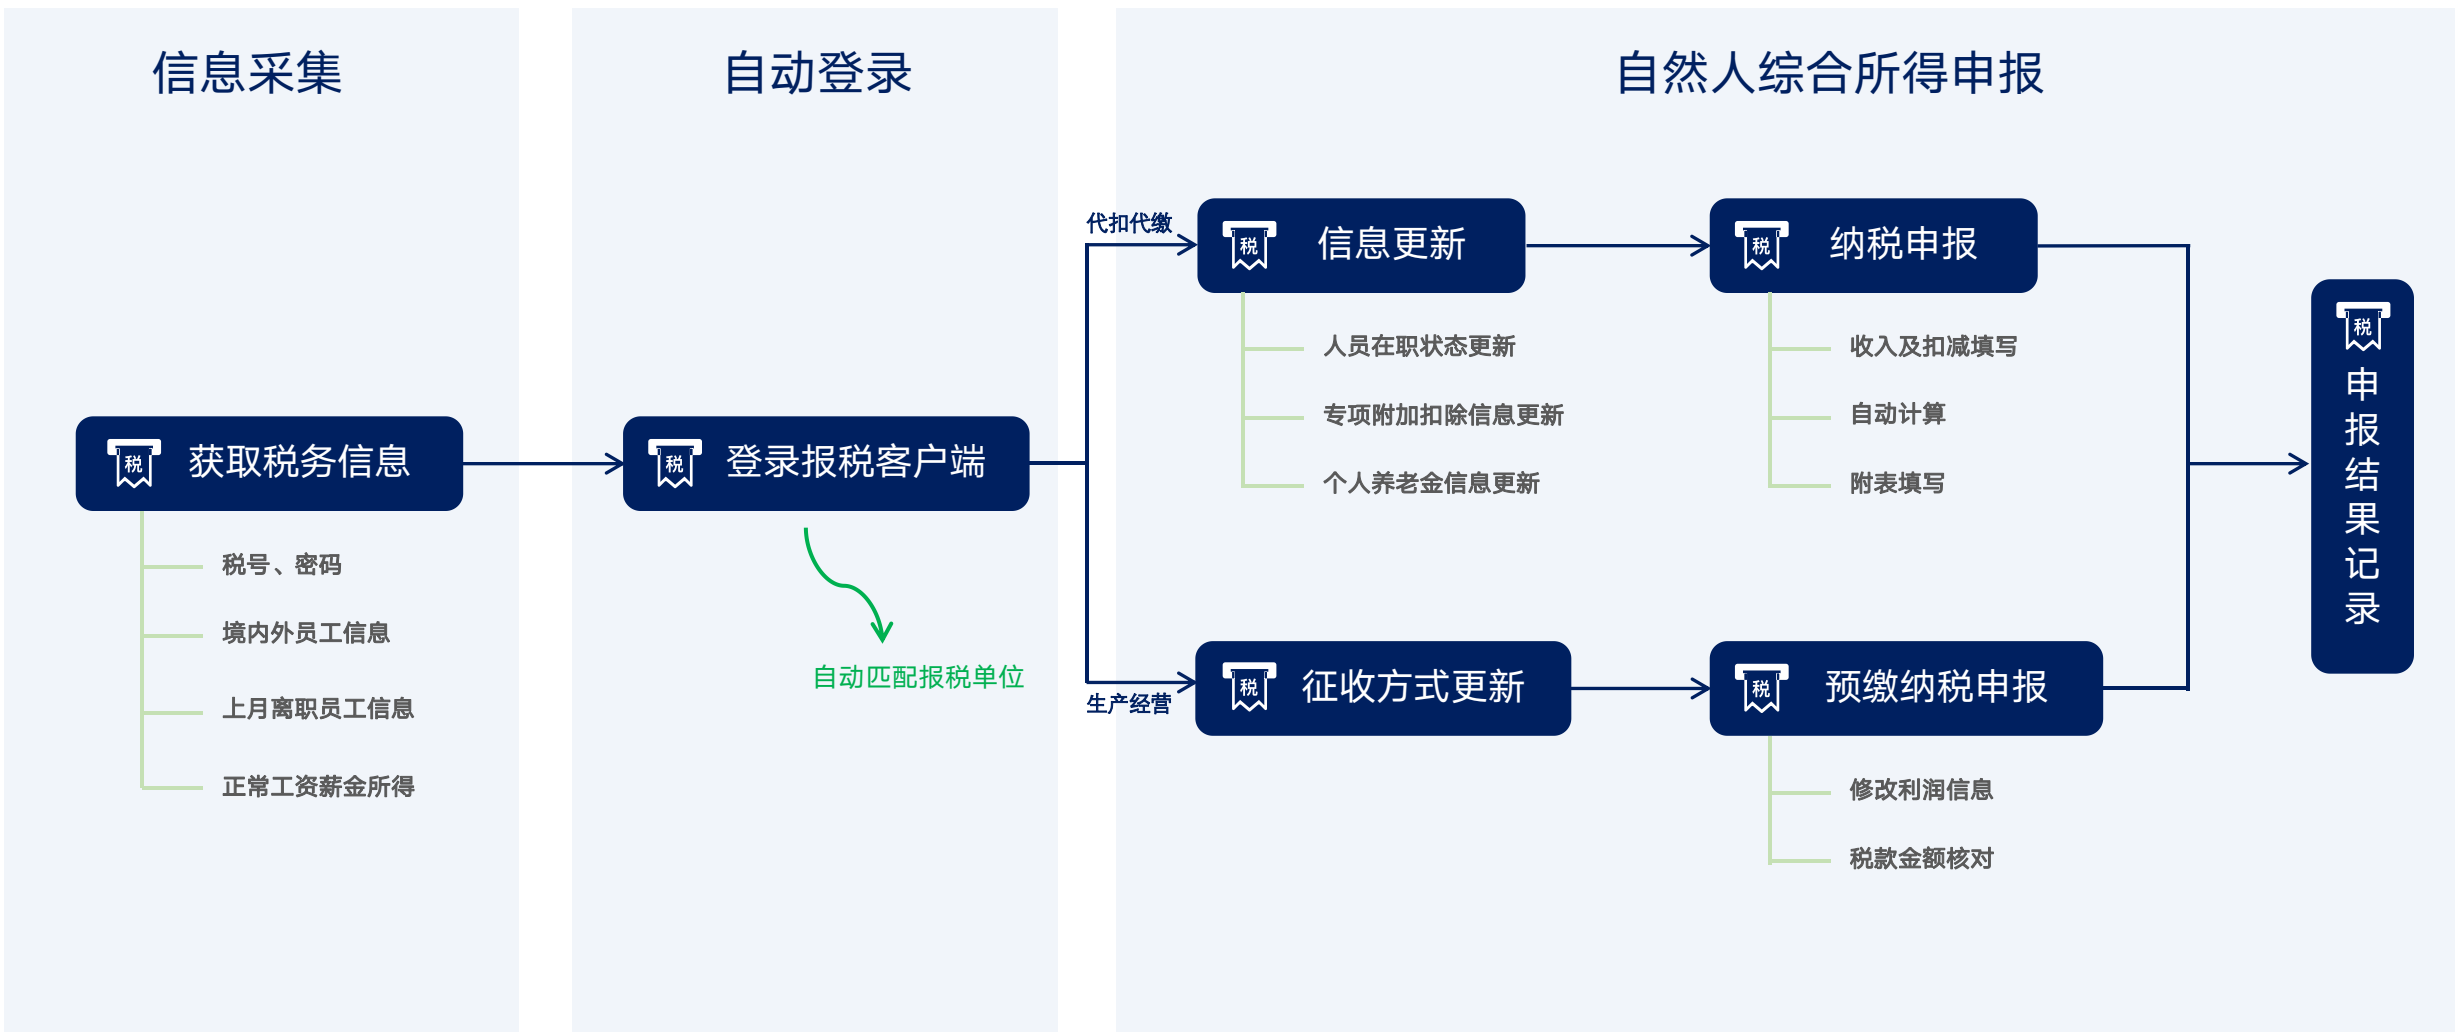 信息采集
自动登录
自然人综合所得申报
税
获取税务信息
税号、密码
境内外员工信息
上月离职员工信息
正常工资薪金所得
税
登录报税客户端
自动匹配报税单位
代扣代缴
税
信息更新
人员在职状态更新
专项附加扣除信息更新
个人养老金信息更新
税
纳税申报
收入及扣减填写
自动计算
附表填写
生产经营
税
征收方式更新
税
预缴纳税申报
修改利润信息
税款金额核对
税
申
报
结
果
记
录